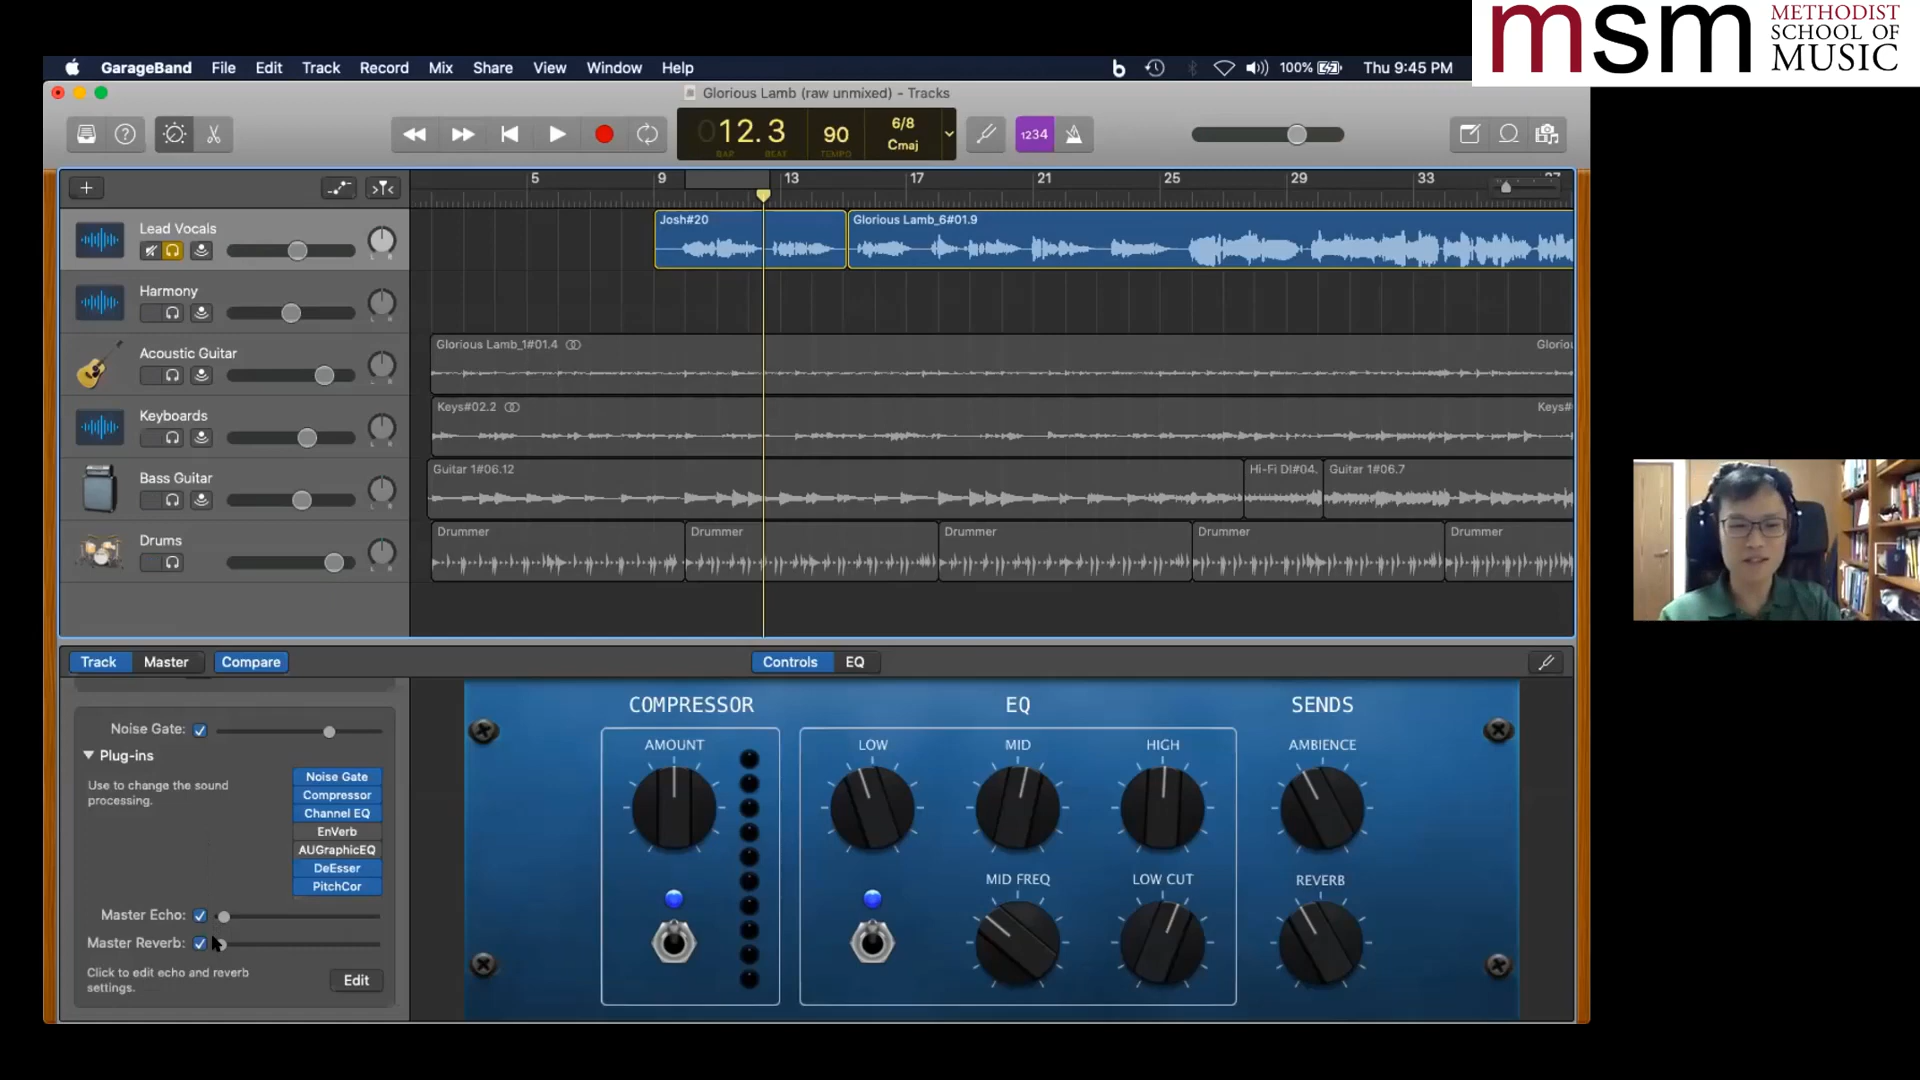 msm METHODIST
SCHOOL OF
MUSIC
GarageBand File Edit Track Record Mix Share View Window Help
100% Thu 9:45 PM
Glorious Lamb (raw unmixed) - Tracks
012.3 90 6/8
Cmaj
BAR BEAT TEMPO
1234
5 9 13 17 21 25 29 33
Lead Vocals
Josh#20 Glorious Lamb_6#01.9
L R
Harmony
L R
Acoustic Guitar
Glorious Lamb_1#01.4 Gloriou
L R
Keyboards
Keys#02.2 Keys#
L R
Bass Guitar
Guitar 1#06.12 Hi-Fi DI#04. Guitar 1#06.7
L R
Drums
Drummer Drummer Drummer Drummer Drummer
L R
Track Master Compare Controls EQ
Noise Gate:
Plug-ins
Use to change the sound
processing.
Noise Gate
Compressor
Channel EQ
EnVerb
AUGraphicEQ
DeEsser
PitchCor
Master Echo:
Master Reverb:
Click to edit echo and reverb
settings.
Edit
COMPRESSOR EQ SENDS
AMOUNT LOW MID HIGH AMBIENCE
MID FREQ LOW CUT REVERB